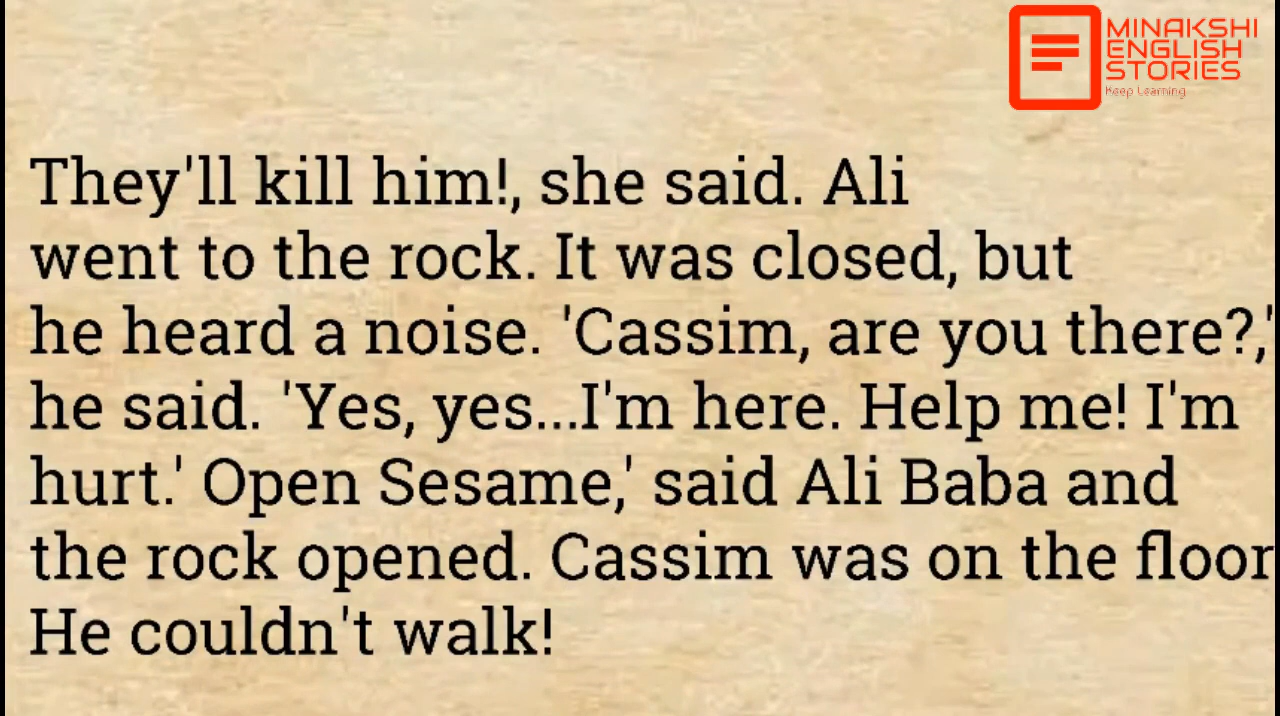 MINAKSHI
ENGLISH
STORIES
Keep Learning
They'll kill him!, she said. Ali
went to the rock. It was closed, but
he heard a noise. 'Cassim, are you there?,'
he said. 'Yes, yes...I'm here. Help me! I'm
hurt.' Open Sesame,' said Ali Baba and
the rock opened. Cassim was on the floor
He couldn't walk!